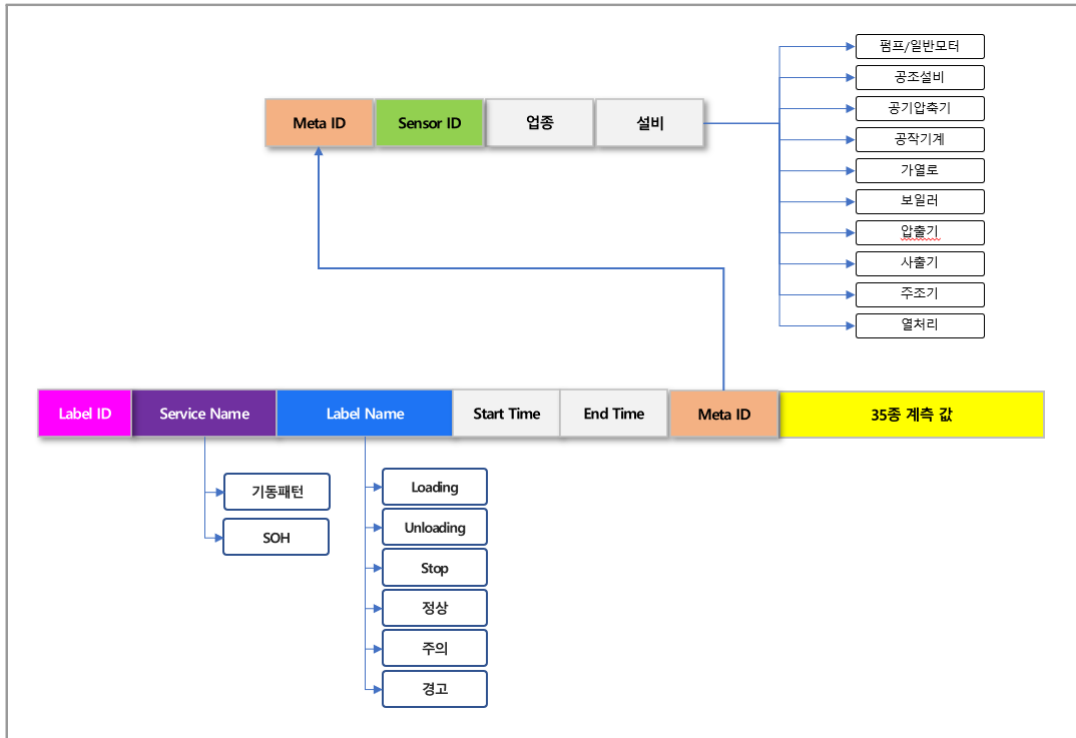 펌프/일반모터
공조설비
공기압축기
공작기계
가열로
보일러
압출기
사출기
주조기
열처리
Meta ID
Sensor ID
업종
설비
Label ID
Service Name
Label Name
Start Time
End Time
Meta ID
35종 계측 값
기동패턴
SOH
Loading
Unloading
Stop
정상
주의
경고